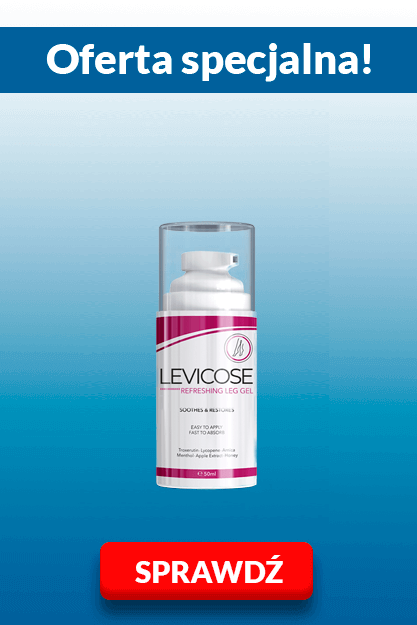 Oferta specjalna!
LEVICOSE
REFRESHING LEG GEL
SOOTHES & RESTORES
EASY TO APPLY
FAST TO ABSORB
Troxerutin· Lycopene· Arnica
Menthol· Apple Extract· Honey
℮ 50ml
SPRAWDŹ